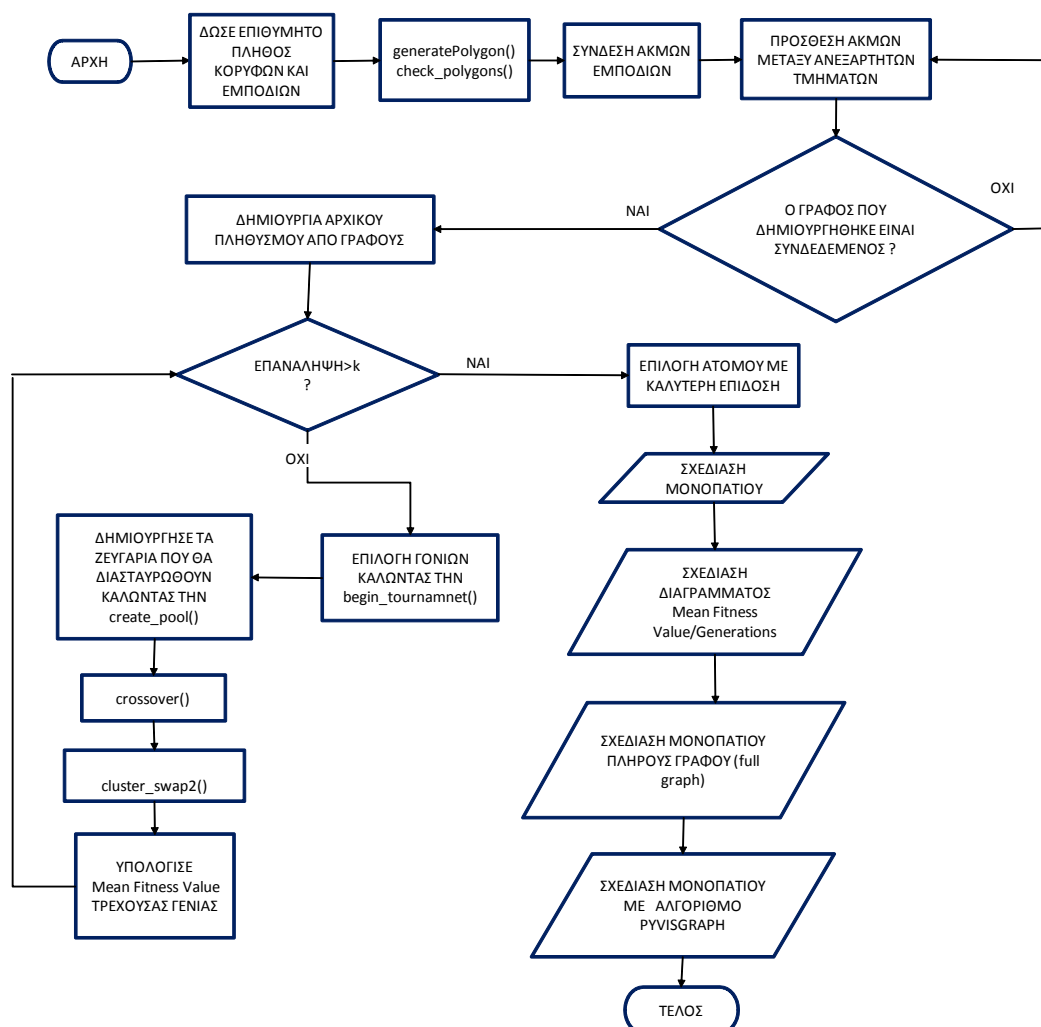 ΑΡΧΗ
ΔΩΣΕ ΕΠΙΘΥΜΗΤΟ
ΠΛΗΘΟΣ
ΚΟΡΥΦΩΝ ΚΑΙ
ΕΜΠΟΔΙΩΝ
generatePolygon()
check_polygons()
ΣΥΝΔΕΣΗ ΑΚΜΩΝ
ΕΜΠΟΔΙΩΝ
ΠΡΟΣΘΕΣΗ ΑΚΜΩΝ
ΜΕΤΑΞΥ ΑΝΕΞΑΡΤΗΤΩΝ
ΤΜΗΜΑΤΩΝ
Ο ΓΡΑΦΟΣ ΠΟΥ
ΔΗΜΙΟΥΡΓΗΘΗΚΕ ΕΙΝΑΙ
ΣΥΝΔΕΔΕΜΕΝΟΣ ?
ΟΧΙ
ΝΑΙ
ΔΗΜΙΟΥΡΓΙΑ ΑΡΧΙΚΟΥ
ΠΛΗΘΥΣΜΟΥ ΑΠΟ ΓΡΑΦΟΥΣ
ΕΠΑΝΑΛΗΨΗ>k
?
ΝΑΙ
ΕΠΙΛΟΓΗ ΑΤΟΜΟΥ ΜΕ
ΚΑΛΥΤΕΡΗ ΕΠΙΔΟΣΗ
ΟΧΙ
ΣΧΕΔΙΑΣΗ
ΜΟΝΟΠΑΤΙΟΥ
ΕΠΙΛΟΓΗ ΓΟΝΙΩΝ
ΚΑΛΩΝΤΑΣ ΤΗΝ
begin_tournamnet()
ΔΗΜΙΟΥΡΓΗΣΕ ΤΑ
ΖΕΥΓΑΡΙΑ ΠΟΥ ΘΑ
ΔΙΑΣΤΑΥΡΩΘΟΥΝ
ΚΑΛΩΝΤΑΣ ΤΗΝ
create_pool()
ΣΧΕΔΙΑΣΗ
ΔΙΑΓΡΑΜΜΑΤΟΣ
Mean Fitness
Value/Generations
crossover()
cluster_swap2()
ΣΧΕΔΙΑΣΗ ΜΟΝΟΠΑΤΙΟΥ
ΠΛΗΡΟΥΣ ΓΡΑΦΟΥ (full
graph)
ΥΠΟΛΟΓΙΣΕ
Mean Fitness Value
ΤΡΕΧΟΥΣΑΣ ΓΕΝΙΑΣ
ΣΧΕΔΙΑΣΗ ΜΟΝΟΠΑΤΙΟΥ
ΜΕ ΑΛΓΟΡΙΘΜΟ
PYVISGRAPH
ΤΕΛΟΣ